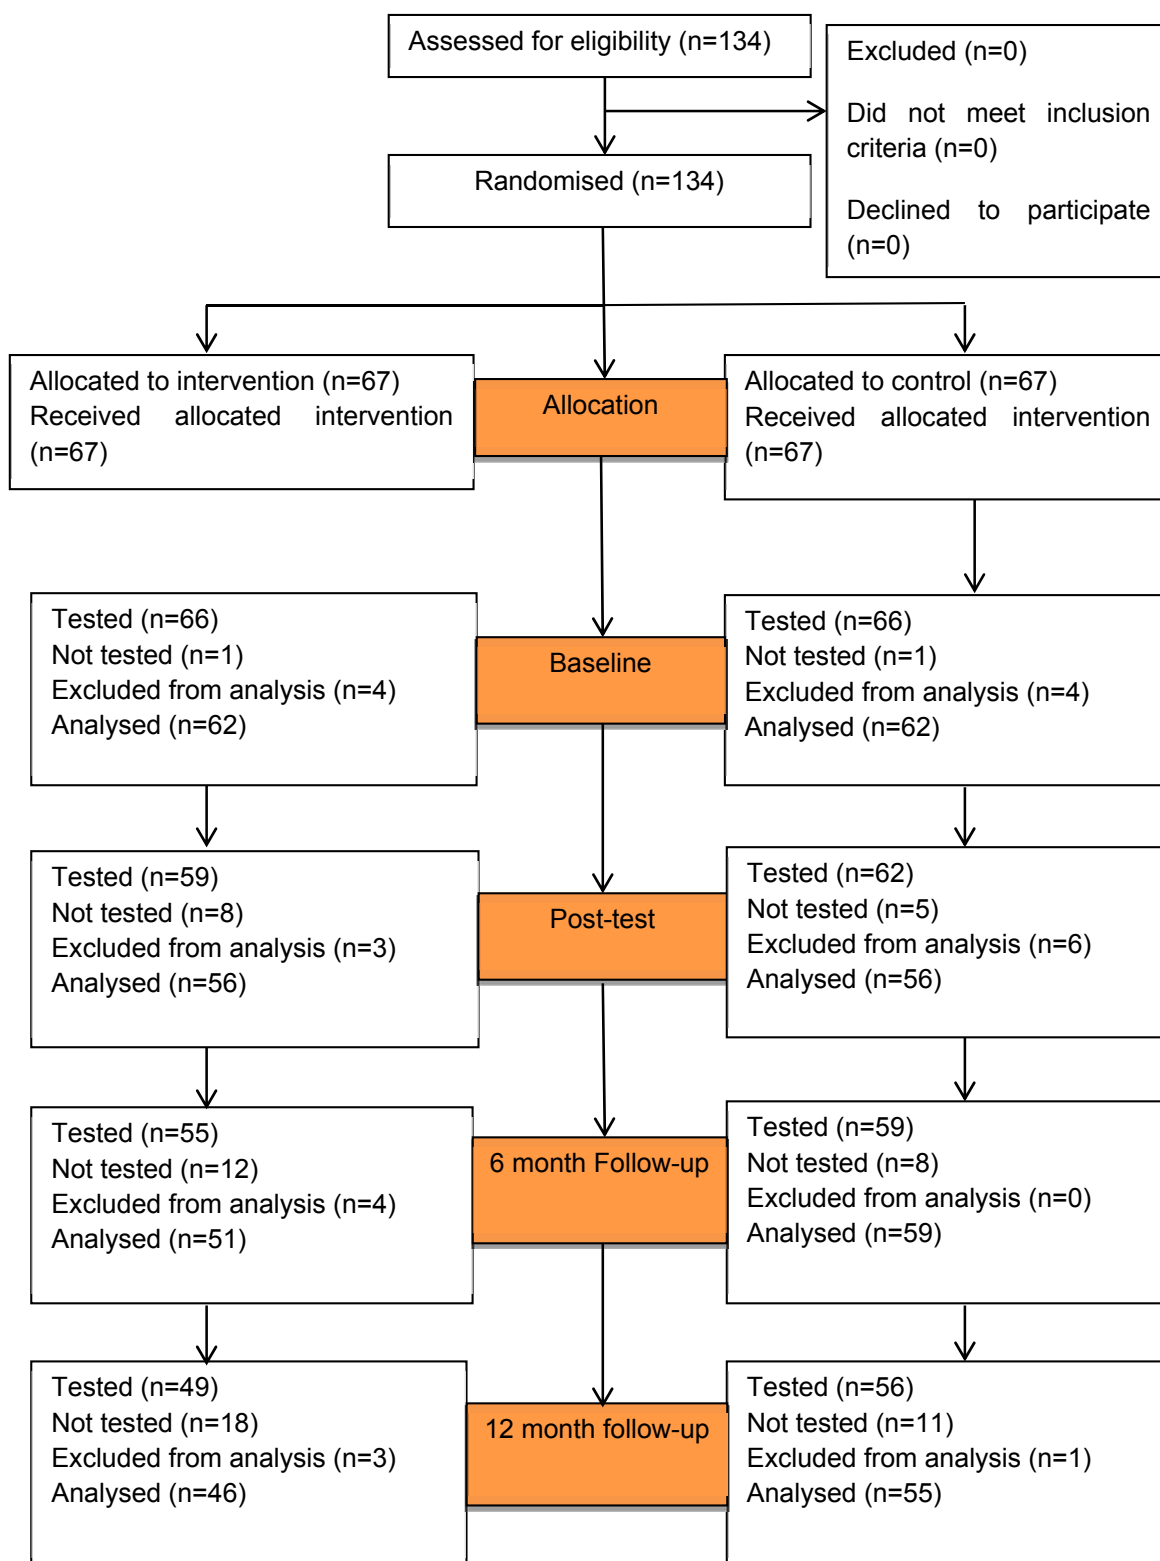 Assessed for eligibility (n=134)
Excluded (n=0)
Did not meet inclusion
criteria (n=0)
Declined to participate
(n=0)
Randomised (n=134)
Allocated to intervention (n=67)
Received allocated intervention
(n=67)
Allocation
Allocated to control (n=67)
Received allocated intervention
(n=67)
Tested (n=66)
Not tested (n=1)
Excluded from analysis (n=4)
Analysed (n=62)
Baseline
Tested (n=66)
Not tested (n=1)
Excluded from analysis (n=4)
Analysed (n=62)
Tested (n=59)
Not tested (n=8)
Excluded from analysis (n=3)
Analysed (n=56)
Post-test
Tested (n=62)
Not tested (n=5)
Excluded from analysis (n=6)
Analysed (n=56)
Tested (n=55)
Not tested (n=12)
Excluded from analysis (n=4)
Analysed (n=51)
6 month Follow-up
Tested (n=59)
Not tested (n=8)
Excluded from analysis (n=0)
Analysed (n=59)
Tested (n=49)
Not tested (n=18)
Excluded from analysis (n=3)
Analysed (n=46)
12 month follow-up
Tested (n=56)
Not tested (n=11)
Excluded from analysis (n=1)
Analysed (n=55)